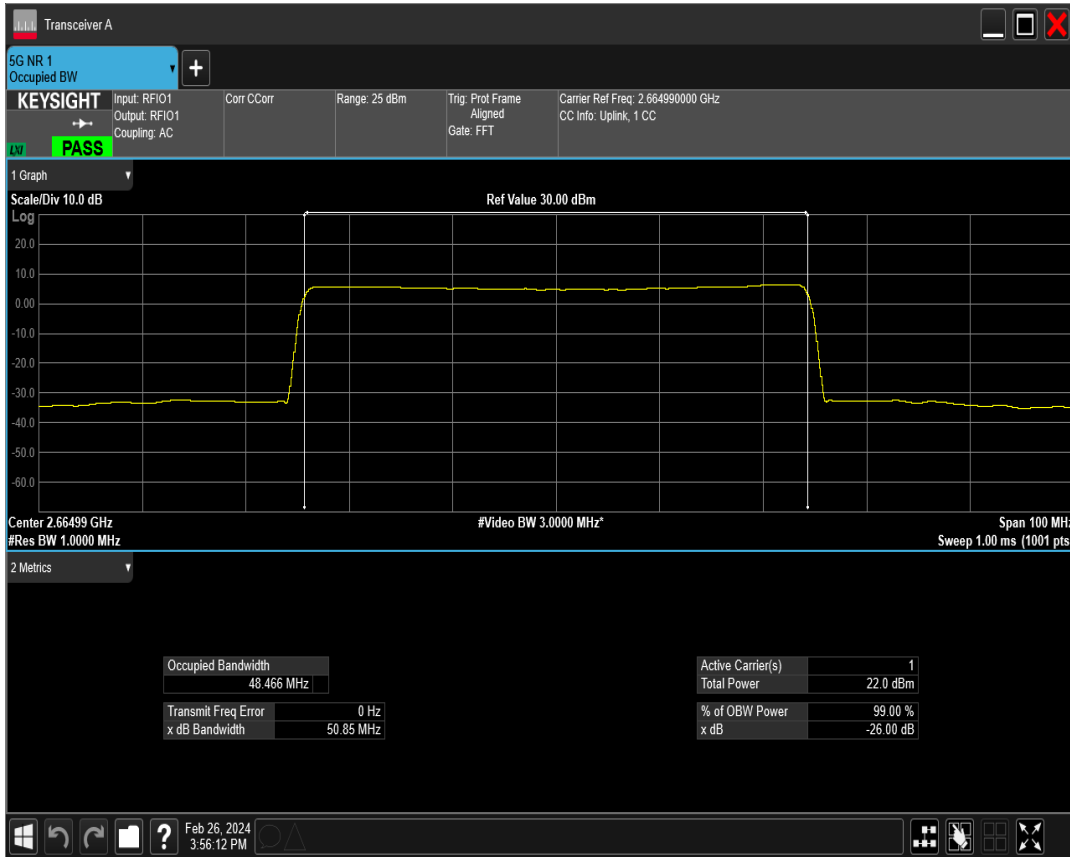 Transceiver A
5G NR 1
Occupied BW
+
KEYSIGHT
LXI
PASS
Input: RFIO1
Output: RFIO1
Coupling: AC
Corr CCorr
Range: 25 dBm
Trig: Prot Frame
Aligned
Gate: FFT
Carrier Ref Freq: 2.664990000 GHz
CC Info: Uplink, 1 CC
1 Graph
Scale/Div 10.0 dB
Ref Value 30.00 dBm
Log
20.0
10.0
0.00
-10.0
-20.0
-30.0
-40.0
-50.0
-60.0
Center 2.66499 GHz
#Video BW 3.0000 MHz*
Span 100 MHz
#Res BW 1.0000 MHz
Sweep 1.00 ms (1001 pts
2 Metrics
Occupied Bandwidth
48.466 MHz
Transmit Freq Error 0 Hz
x dB Bandwidth 50.85 MHz
Active Carrier(s) 1
Total Power 22.0 dBm
% of OBW Power 99.00 %
x dB -26.00 dB
?
Feb 26, 2024
3:56:12 PM